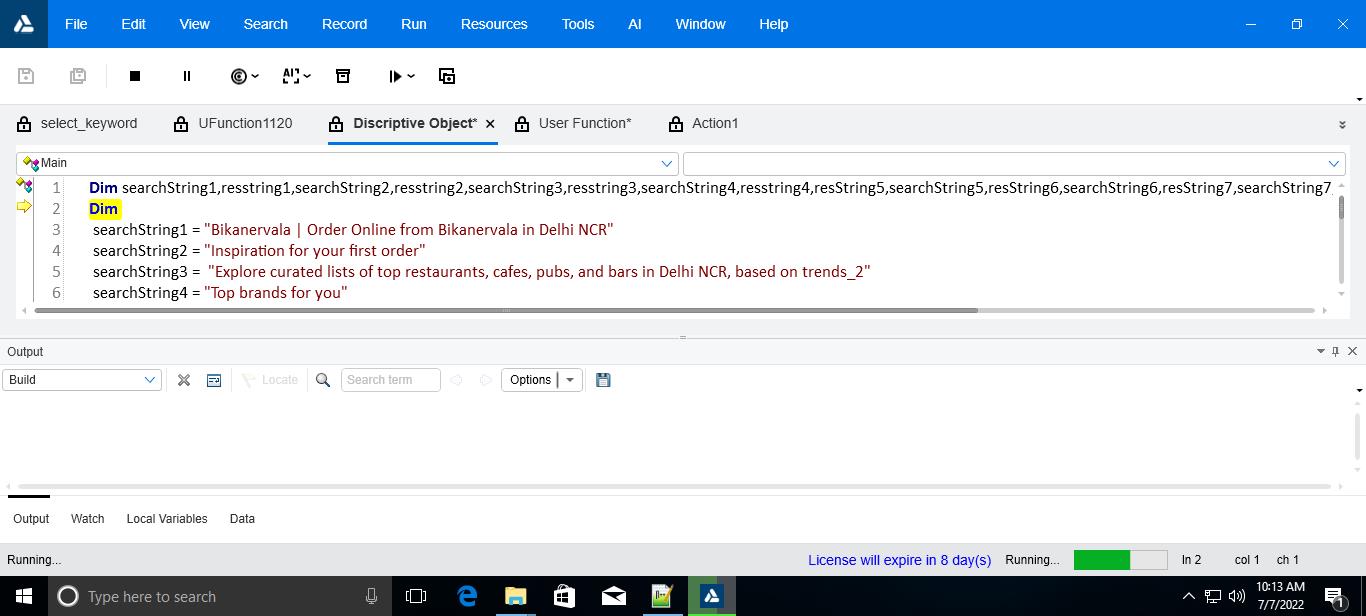 File Edit View Search Record Run Resources Tools AI Window Help
select_keyword UFunction1120 Discriptive Object* User Function* Action1
Main
1 Dim searchString1,resstring1,searchString2,resstring2,searchString3,resstring3,searchString4,resstring4,resString5,searchString5,resString6,searchString6,resString7,searchString7
2 Dim
3 searchString1 = "Bikanervala | Order Online from Bikanervala in Delhi NCR"
4 searchString2 = "Inspiration for your first order"
5 searchString3 = "Explore curated lists of top restaurants, cafes, pubs, and bars in Delhi NCR, based on trends_2"
6 searchString4 = "Top brands for you"
Output
Build Locate Search term Options
Output Watch Local Variables Data
Running... License will expire in 8 day(s) Running... ln 2 col 1 ch 1
Type here to search
10:13 AM
7/7/2022
1